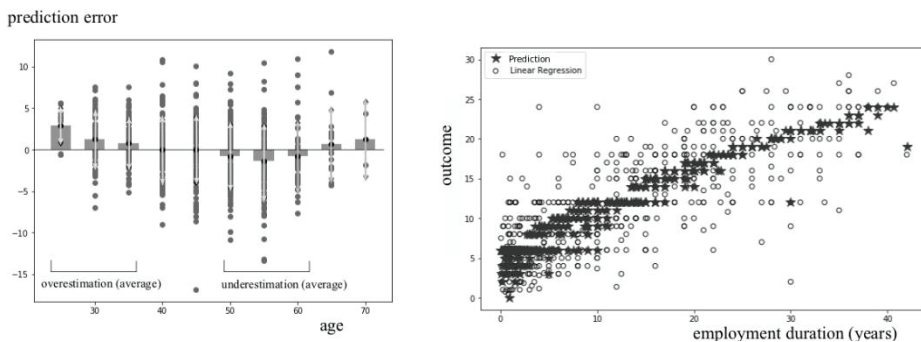 prediction error
10
5
0
−5
−10
−15
overestimation (average)
underestimation (average)
30
40
50
60
70
age
Prediction
Linear Regression
30
25
20
15
10
5
0
outcome
0
10
20
30
40
employment duration (years)